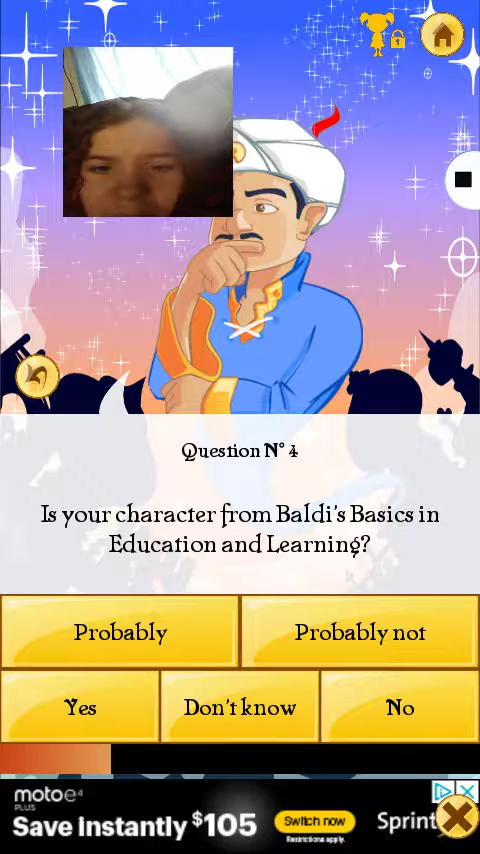 Question N° 4
Is your character from Baldi's Basics in
Education and Learning?
Probably
Probably not
Yes
Don't know
No
moto e⁴
PLUS
Save instantly $105
Switch now
Restrictions apply.
Sprint